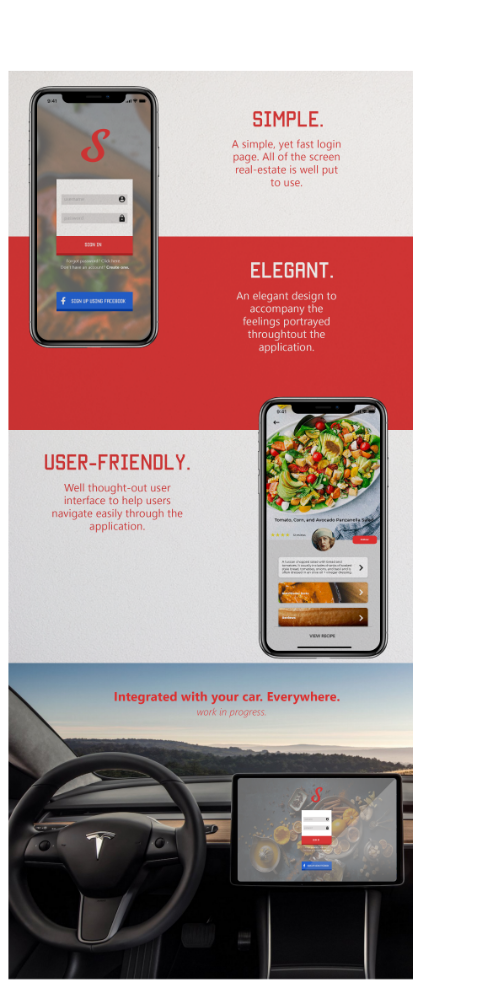 9:41
S
SIGN IN
Forgot password? Click here
Don't have an account? Create one.
f SIGN UP USING FACEBOOK
SIMPLE.
A simple, yet fast login
page. All of the screen
real-estate is well put
to use.
ELEGANT.
An elegant design to
accompany the
feelings portrayed
throughtout the
application.
USER-FRIENDLY.
Well thought-out user
interface to help users
navigate easily through the
application.
9:41
Tomato, Corn, and Avocado Panzanella Salad
VIEW RECIPE
Integrated with your car. Everywhere.
work in progress.
S